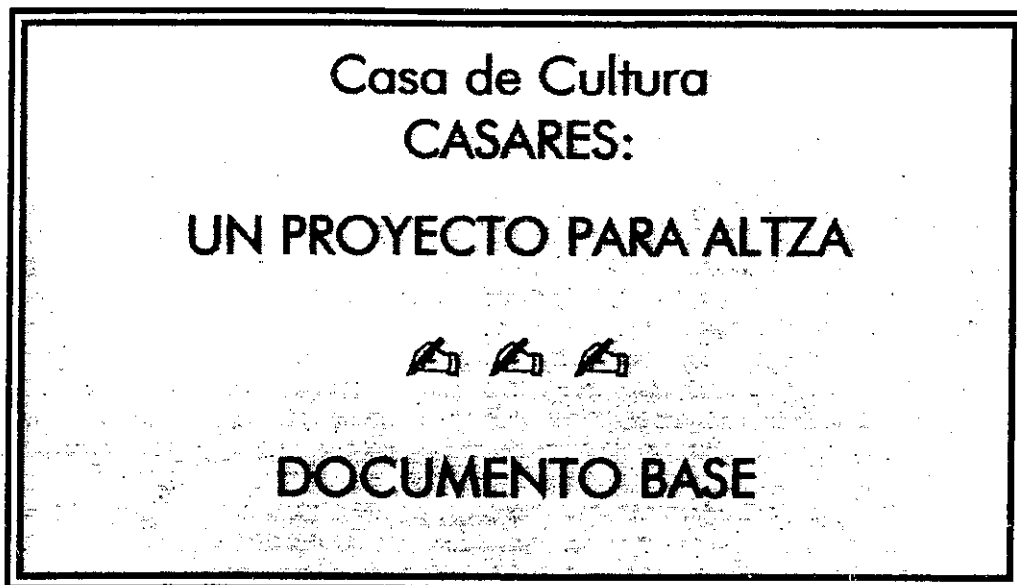 Casa de Cultura
CASARES:
UN PROYECTO PARA ALTZA
DOCUMENTO BASE